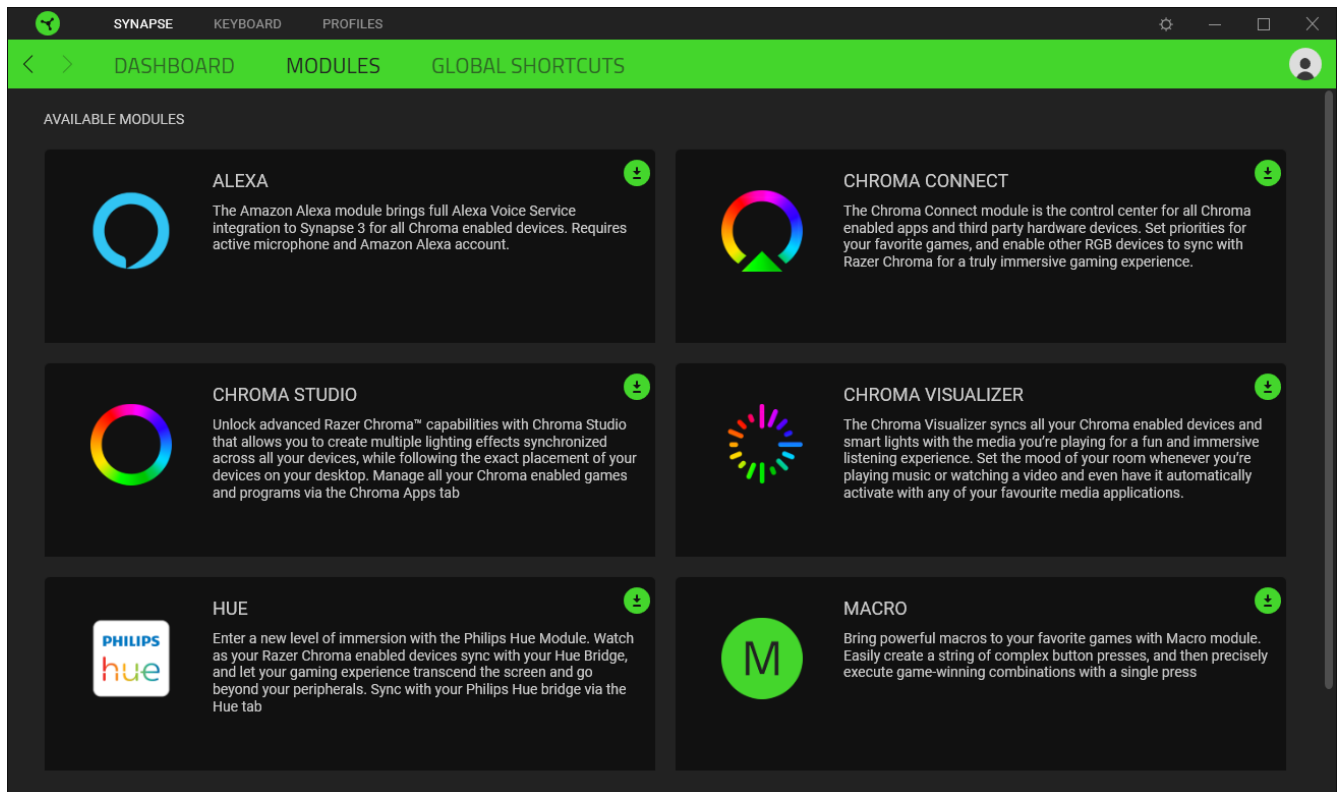 SYNAPSE KEYBOARD PROFILES
DASHBOARD MODULES GLOBAL SHORTCUTS
AVAILABLE MODULES
ALEXA
The Amazon Alexa module brings full Alexa Voice Service
integration to Synapse 3 for all Chroma enabled devices. Requires
active microphone and Amazon Alexa account.
CHROMA CONNECT
The Chroma Connect module is the control center for all Chroma
enabled apps and third party hardware devices. Set priorities for
your favorite games, and enable other RGB devices to sync with
Razer Chroma for a truly immersive gaming experience.
CHROMA STUDIO
Unlock advanced Razer Chroma™ capabilities with Chroma Studio
that allows you to create multiple lighting effects synchronized
across all your devices, while following the exact placement of your
devices on your desktop. Manage all your Chroma enabled games
and programs via the Chroma Apps tab
CHROMA VISUALIZER
The Chroma Visualizer syncs all your Chroma enabled devices and
smart lights with the media you're playing for a fun and immersive
listening experience. Set the mood of your room whenever you're
playing music or watching a video and even have it automatically
activate with any of your favourite media applications.
PHILIPS
hue
HUE
Enter a new level of immersion with the Philips Hue Module. Watch
as your Razer Chroma enabled devices sync with your Hue Bridge,
and let your gaming experience transcend the screen and go
beyond your peripherals. Sync with your Philips Hue bridge via the
Hue tab
M
MACRO
Bring powerful macros to your favorite games with Macro module.
Easily create a string of complex button presses, and then precisely
execute game-winning combinations with a single press